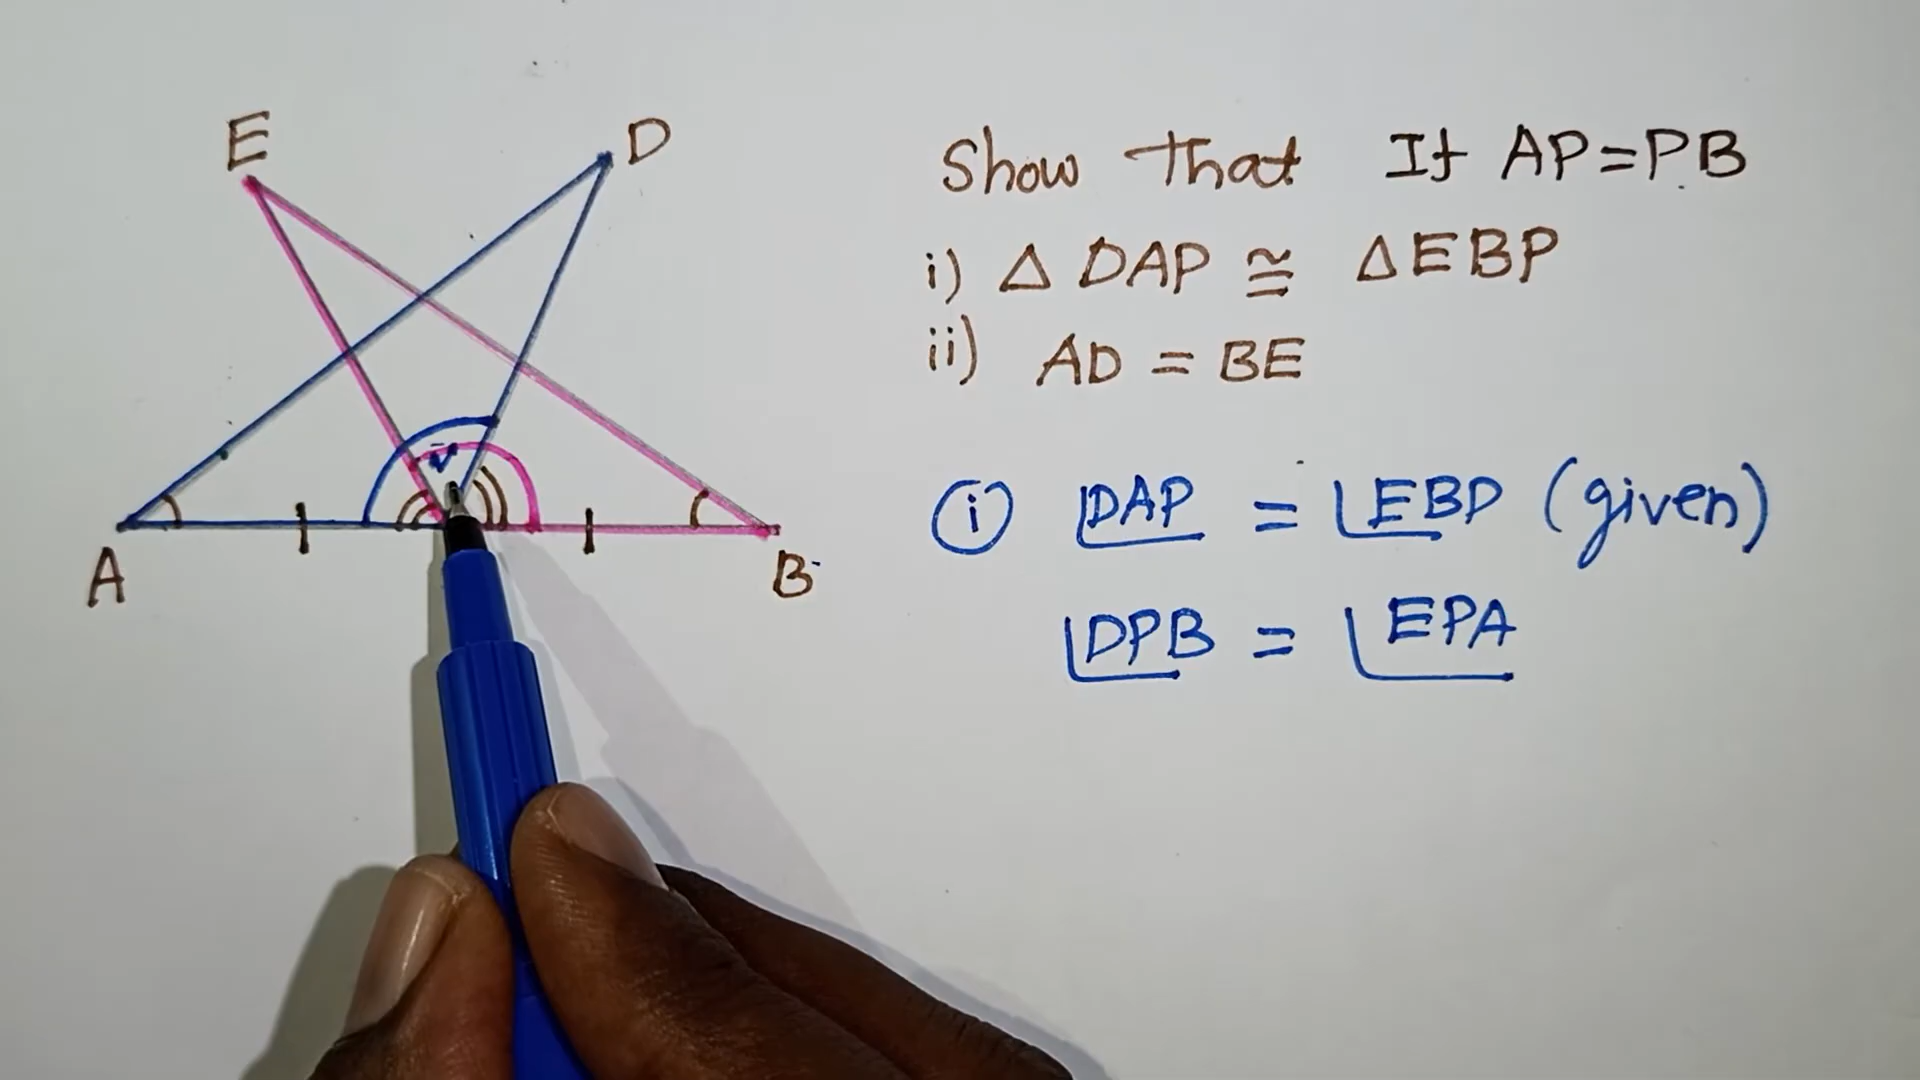 E
D
A
B
Show that If AP=PB
i) △ DAP ≅ △EBP
ii) AD = BE
ⓘ ∠DAP = ∠EBP (given)
∠DPB = ∠EPA